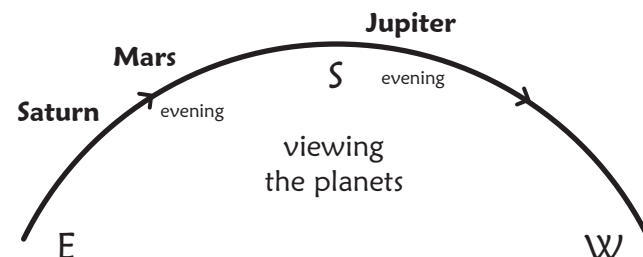 Jupiter
Mars
S
evening
Saturn
evening
viewing
the planets
E
W